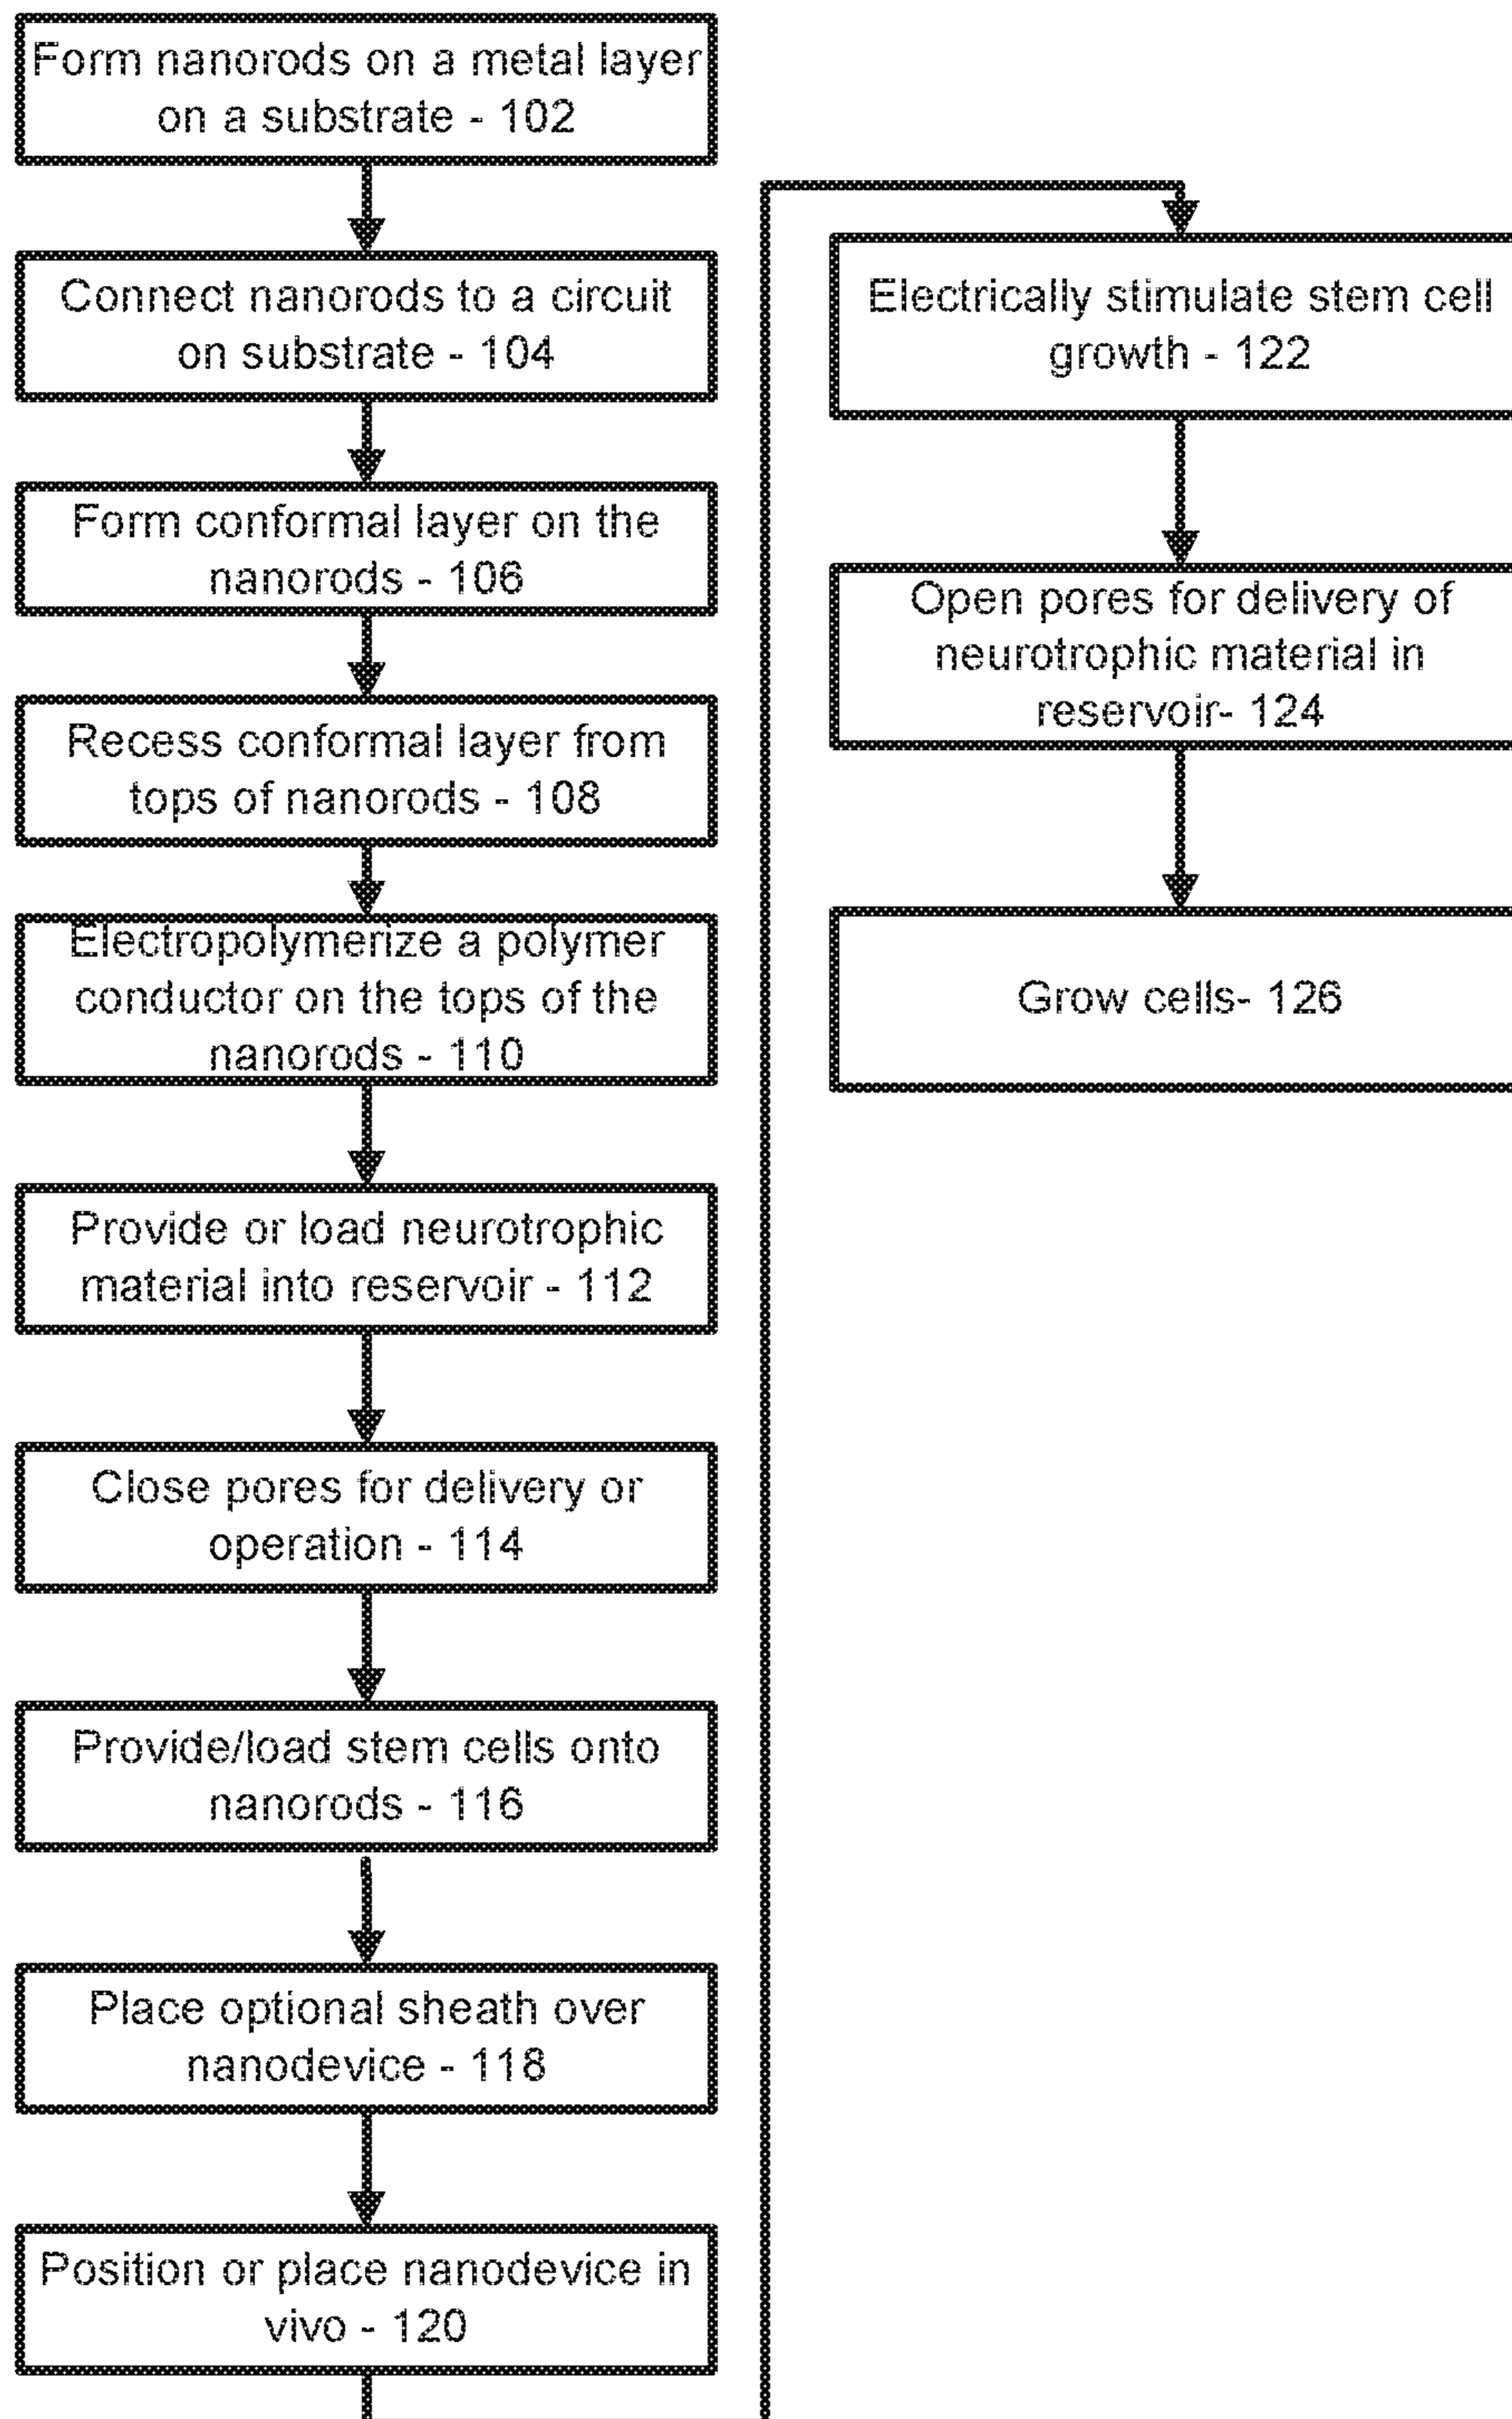 Form nanorods on a metal layer
on a substrate - 102
Connect nanorods to a circuit
on substrate - 104
Form conformal layer on the
nanorods - 106
Recess conformal layer from
tops of nanorods - 108
Electropolymerize a polymer
conductor on the tops of the
nanorods - 110
Provide or load neurotrophic
material into reservoir - 112
Close pores for delivery or
operation - 114
Provide/load stem cells onto
nanorods - 116
Place optional sheath over
nanodevice - 118
Position or place nanodevice in
vivo - 120
Electrically stimulate stem cell
growth - 122
Open pores for delivery of
neurotrophic material in
reservoir- 124
Grow cells- 126